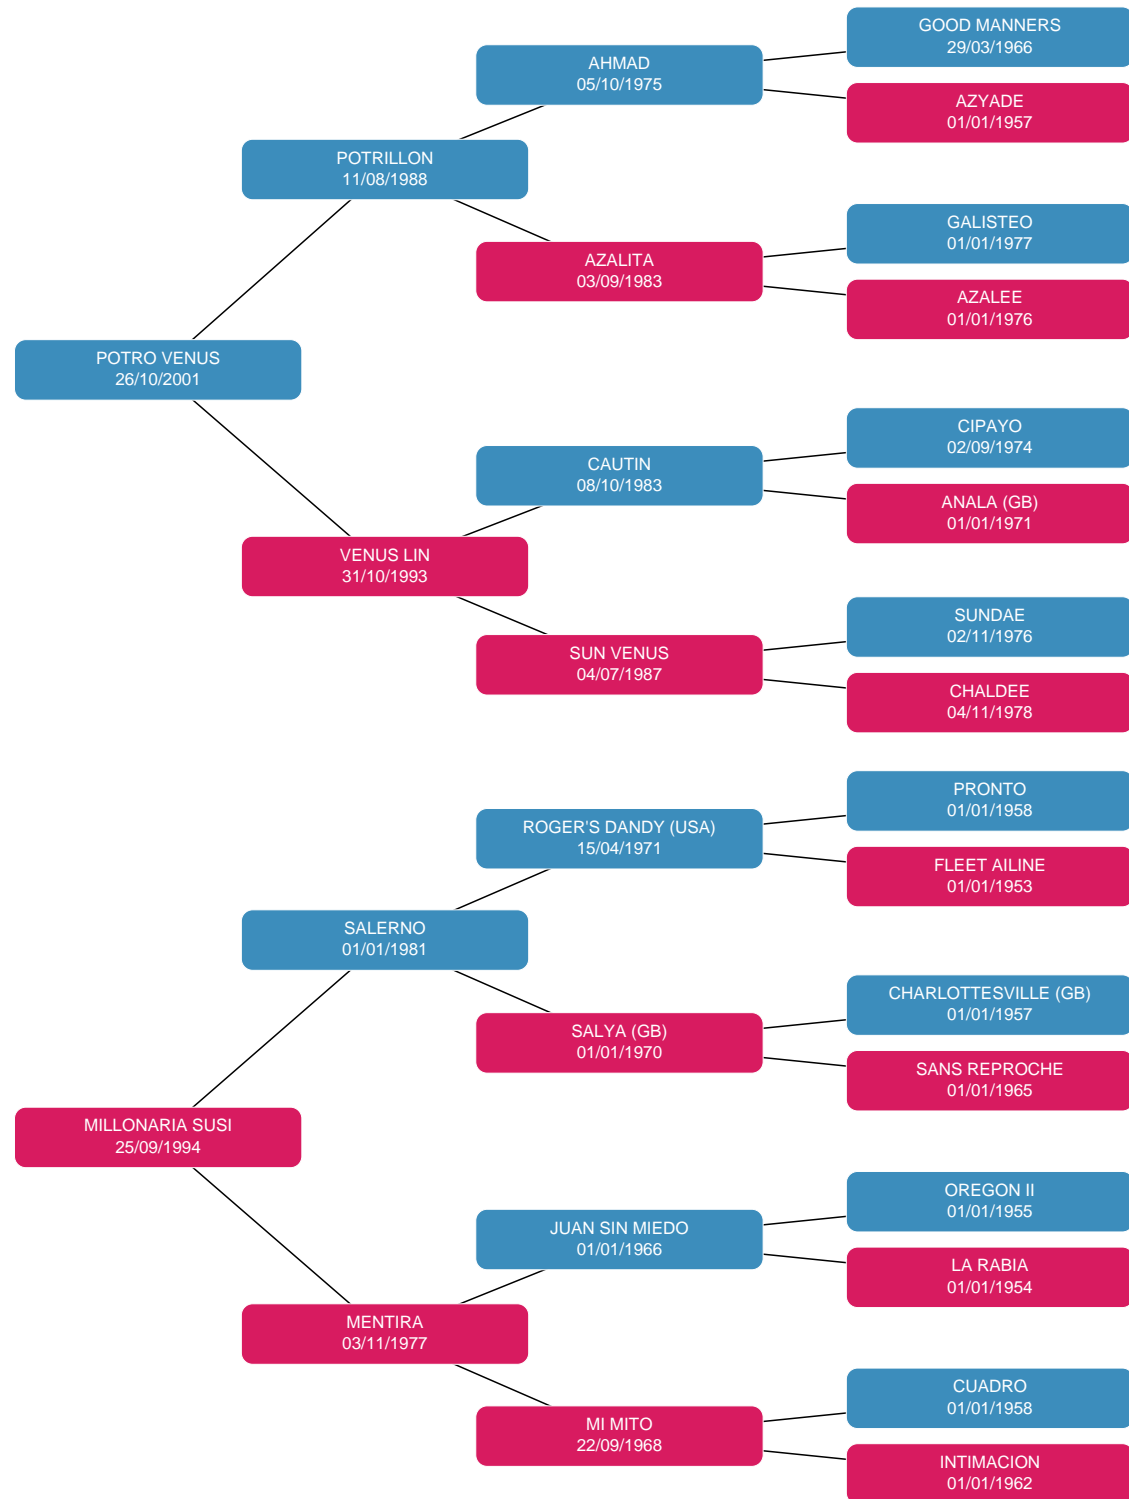 GOOD MANNERS
29/03/1966
AHMAD
05/10/1975
AZYADE
01/01/1957
POTRILLON
11/08/1988
GALISTEO
01/01/1977
AZALITA
03/09/1983
AZALEE
01/01/1976
POTRO VENUS
26/10/2001
CIPAYO
02/09/1974
CAUTIN
08/10/1983
ANALA (GB)
01/01/1971
VENUS LIN
31/10/1993
SUNDAE
02/11/1976
SUN VENUS
04/07/1987
CHALDEE
04/11/1978
PRONTO
01/01/1958
ROGER'S DANDY (USA)
15/04/1971
FLEET AILINE
01/01/1953
SALERNO
01/01/1981
CHARLOTTESVILLE (GB)
01/01/1957
SALYA (GB)
01/01/1970
SANS REPROCHE
01/01/1965
MILLONARIA SUSI
25/09/1994
OREGON II
01/01/1955
JUAN SIN MIEDO
01/01/1966
LA RABIA
01/01/1954
MENTIRA
03/11/1977
CUADRO
01/01/1958
MI MITO
22/09/1968
INTIMACION
01/01/1962